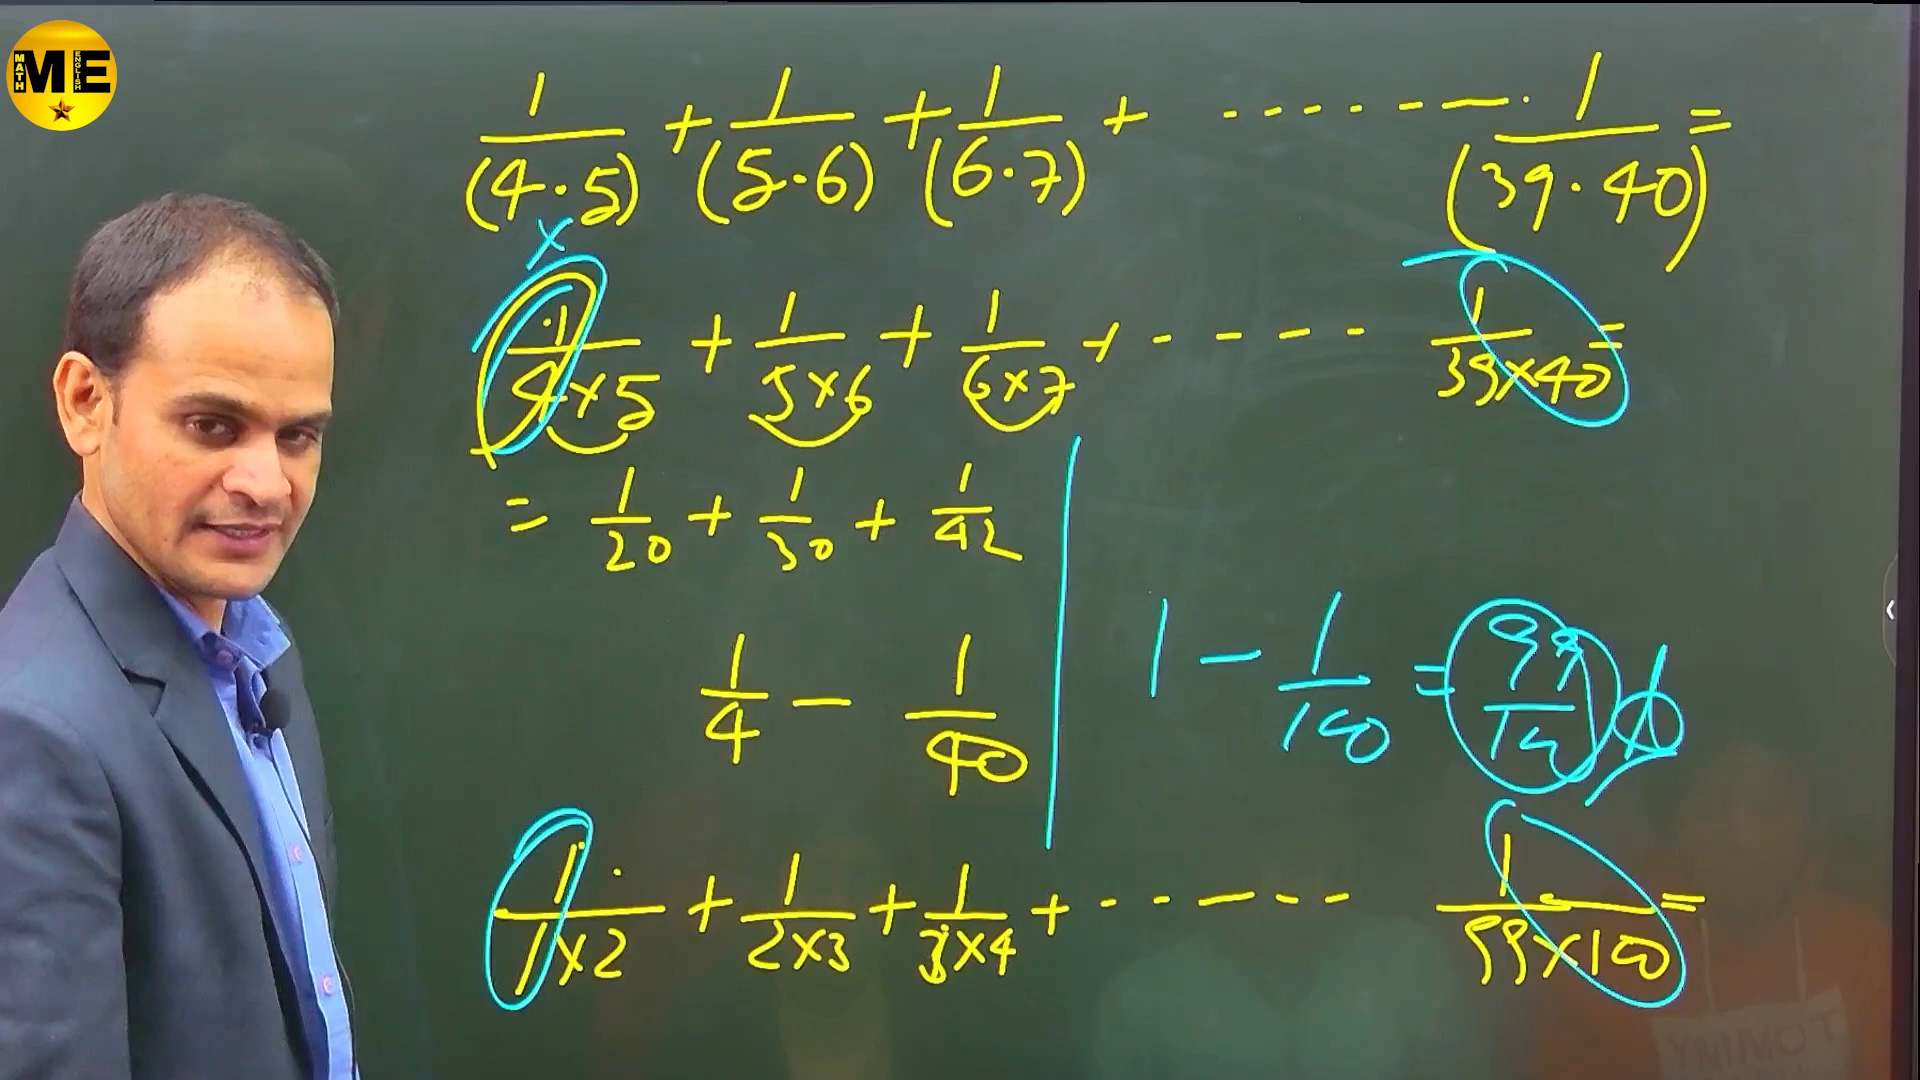 MATH ME ENGLISH
1/(4·5) + 1/(5·6) + 1/(6·7) + ······· 1/(39·40) =
1/4×5 + 1/5×6 + 1/6×7 + ----- 1/39×40 =
= 1/20 + 1/30 + 1/42
1/4 - 1/40
1 - 1/100 = 99/100
1/1×2 + 1/2×3 + 1/3×4 + ------ 1/99×100 =
TOMMY